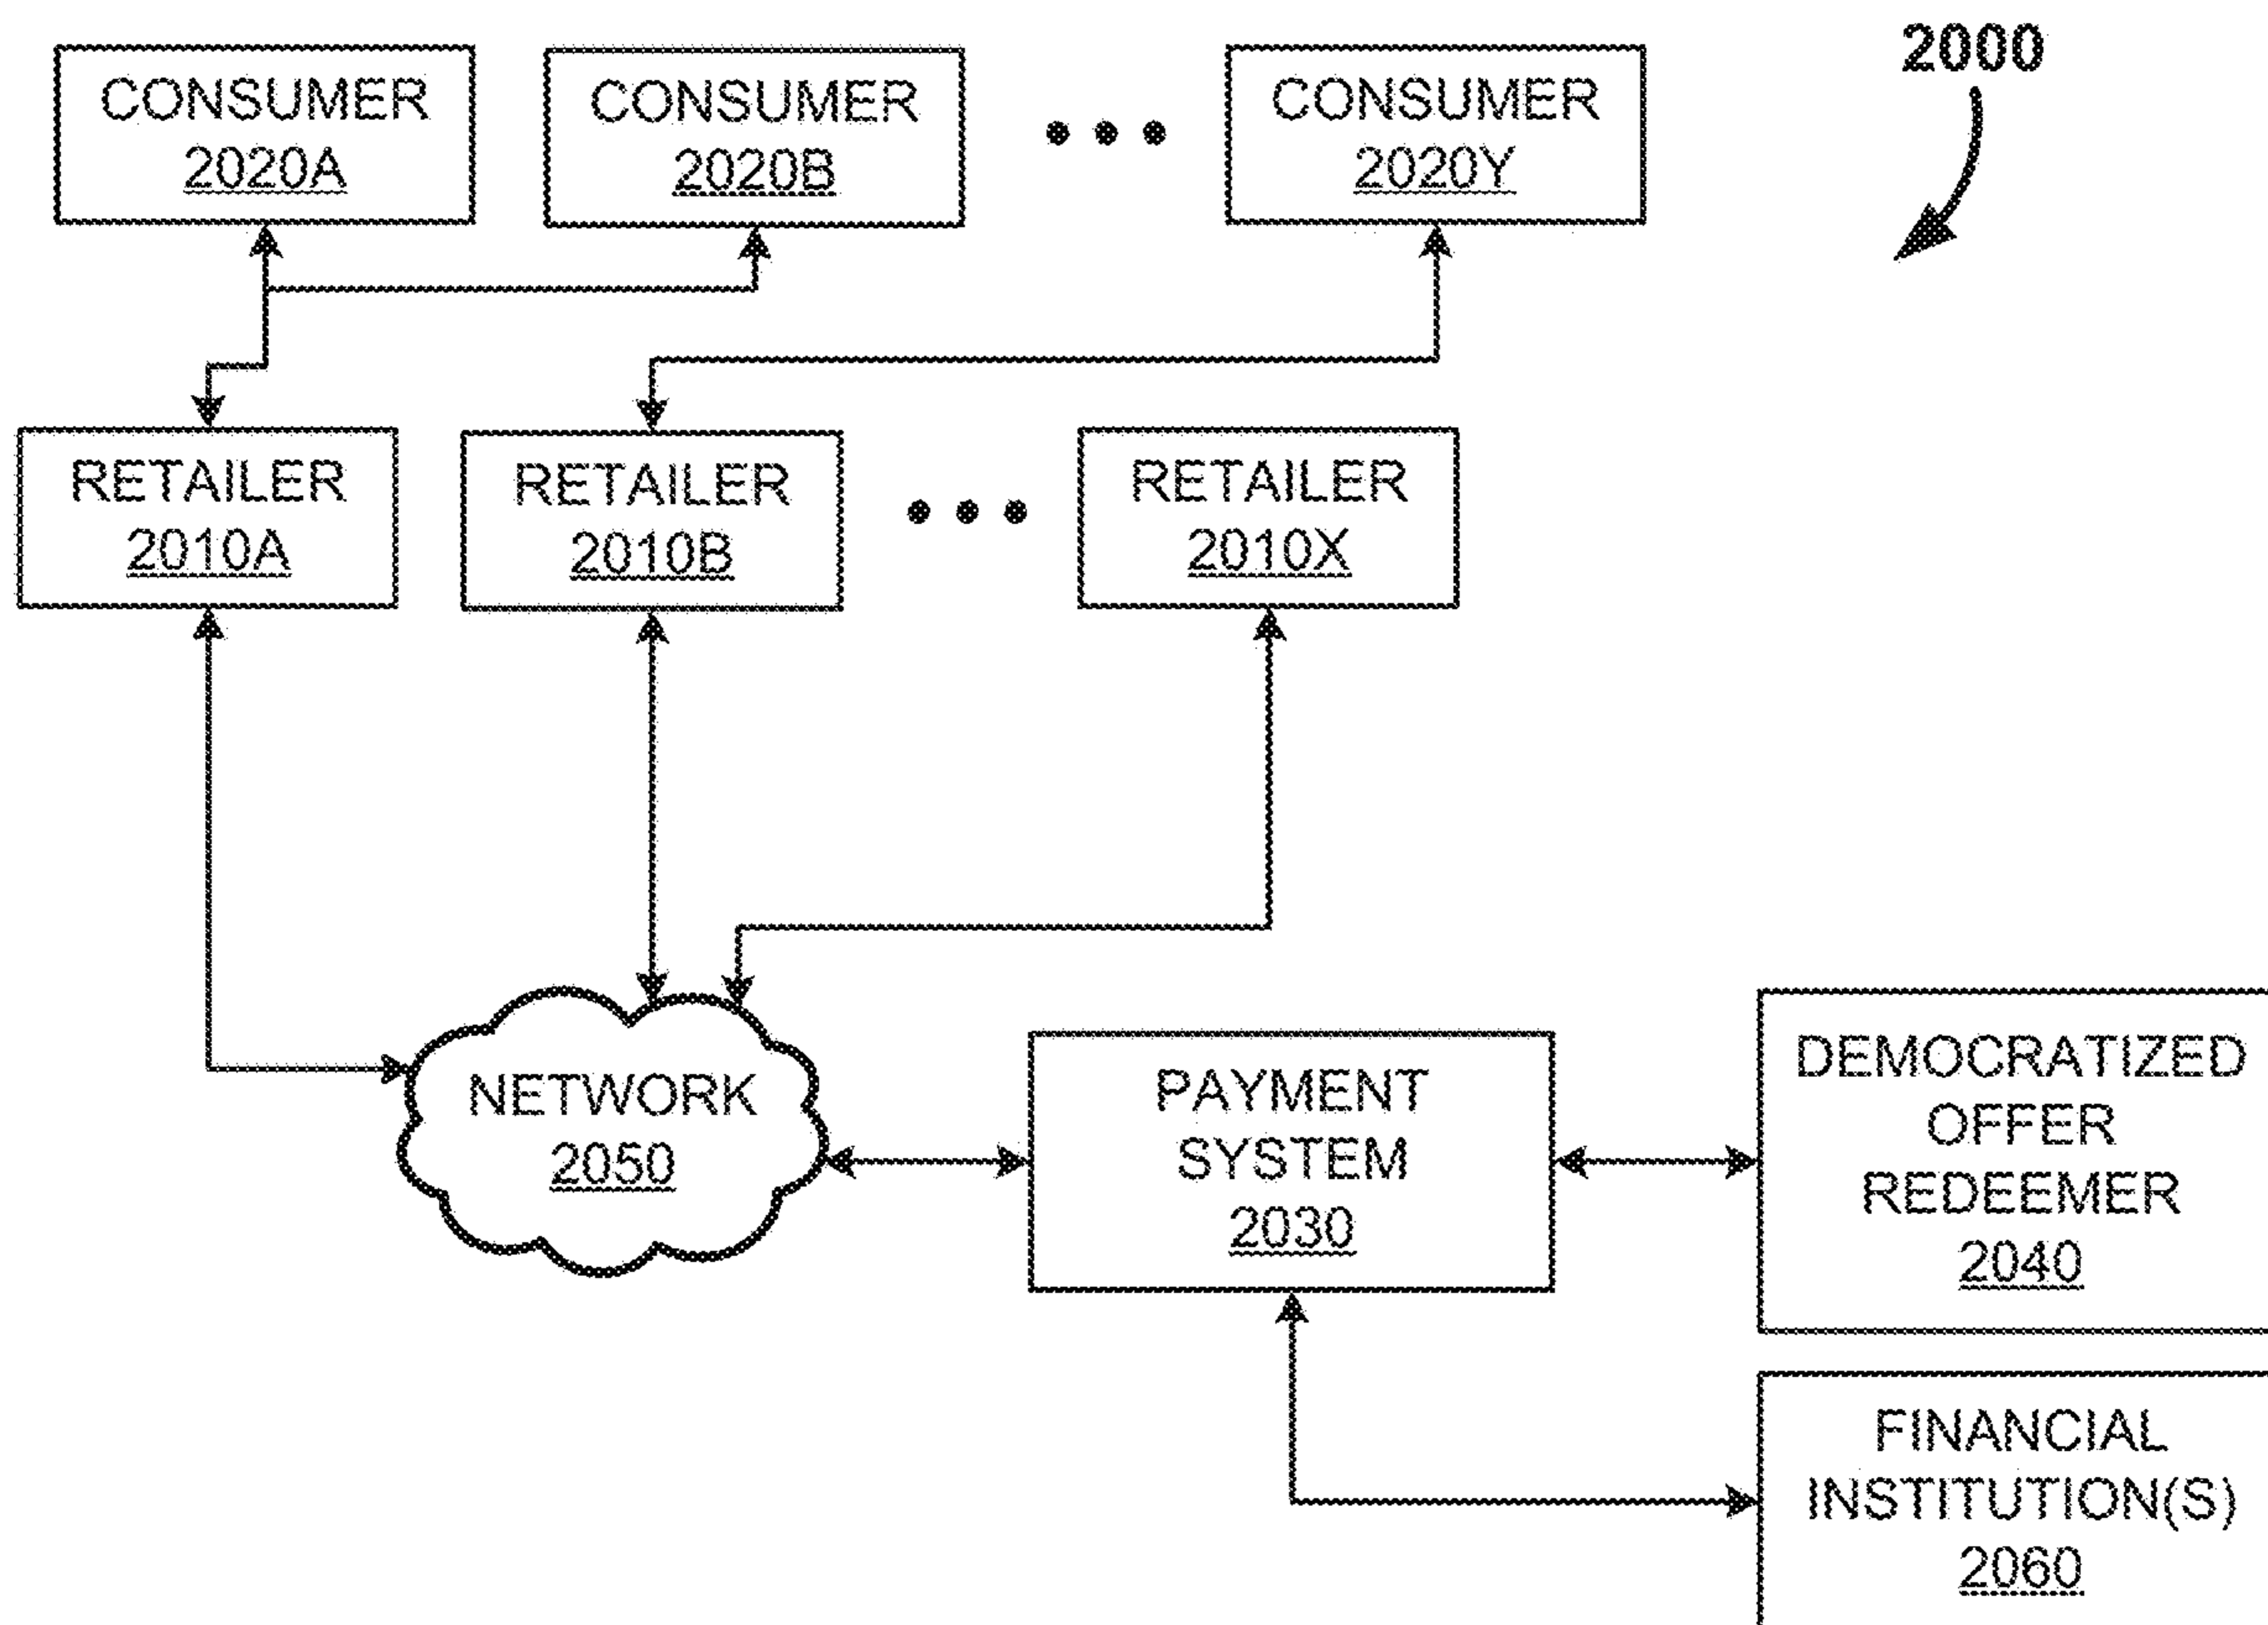 2000
CONSUMER
2020A
CONSUMER
2020B
CONSUMER
2020Y
RETAILER
2010A
RETAILER
2010B
RETAILER
2010X
NETWORK
2050
PAYMENT
SYSTEM
2030
DEMOCRATIZED
OFFER
REDEEMER
2040
FINANCIAL
INSTITUTION(S)
2060